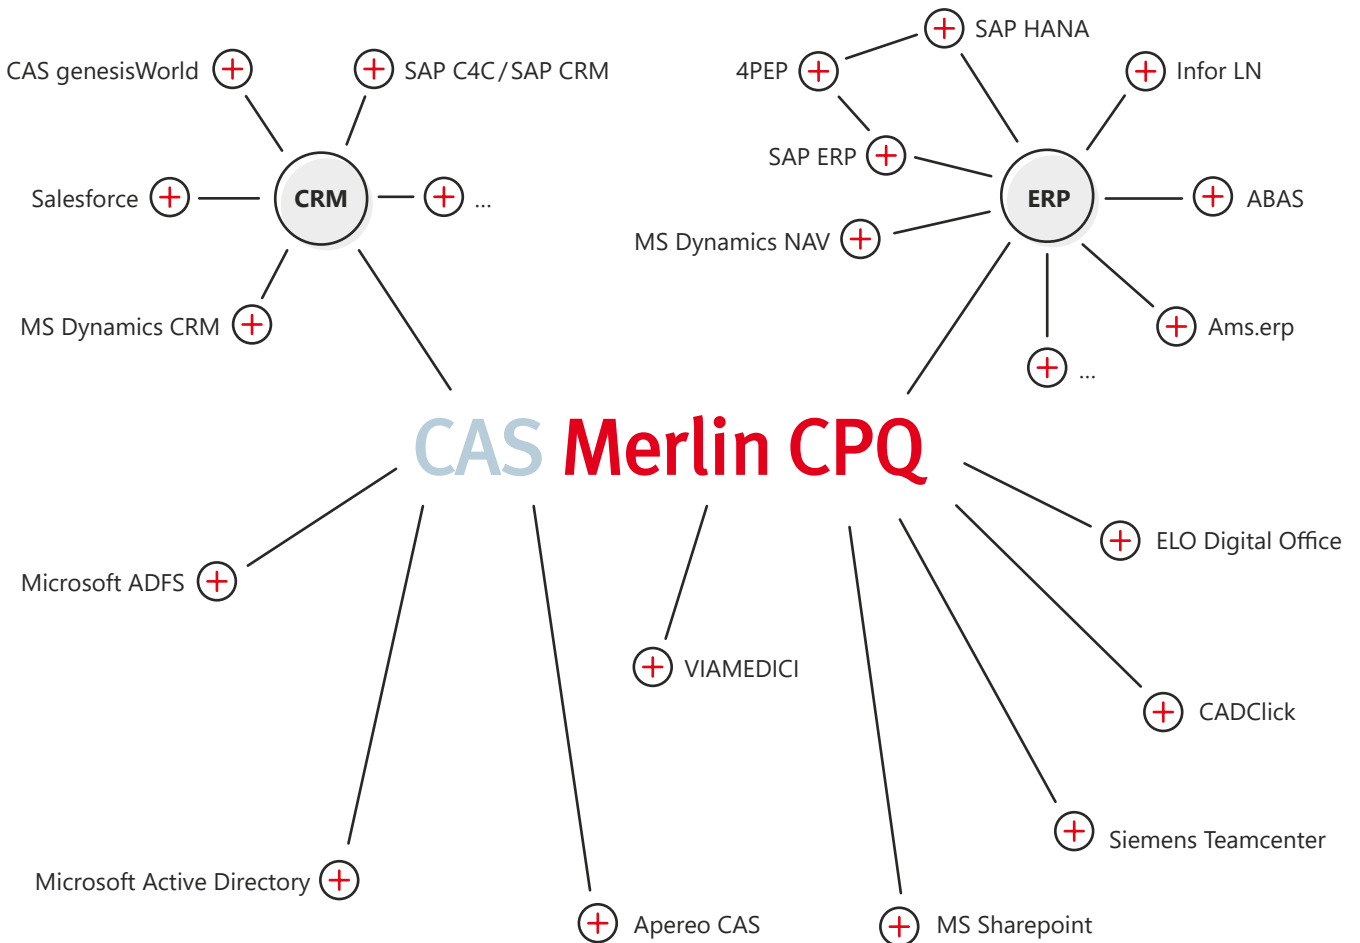 SAP HANA
CAS genesisWorld
SAP C4C/SAP CRM
4PEP
Infor LN
SAP ERP
Salesforce
CRM
...
ERP
ABAS
MS Dynamics NAV
MS Dynamics CRM
Ams.erp
...
CAS Merlin CPQ
ELO Digital Office
Microsoft ADFS
VIAMEDICI
CADClick
Siemens Teamcenter
Microsoft Active Directory
Apereo CAS
MS Sharepoint